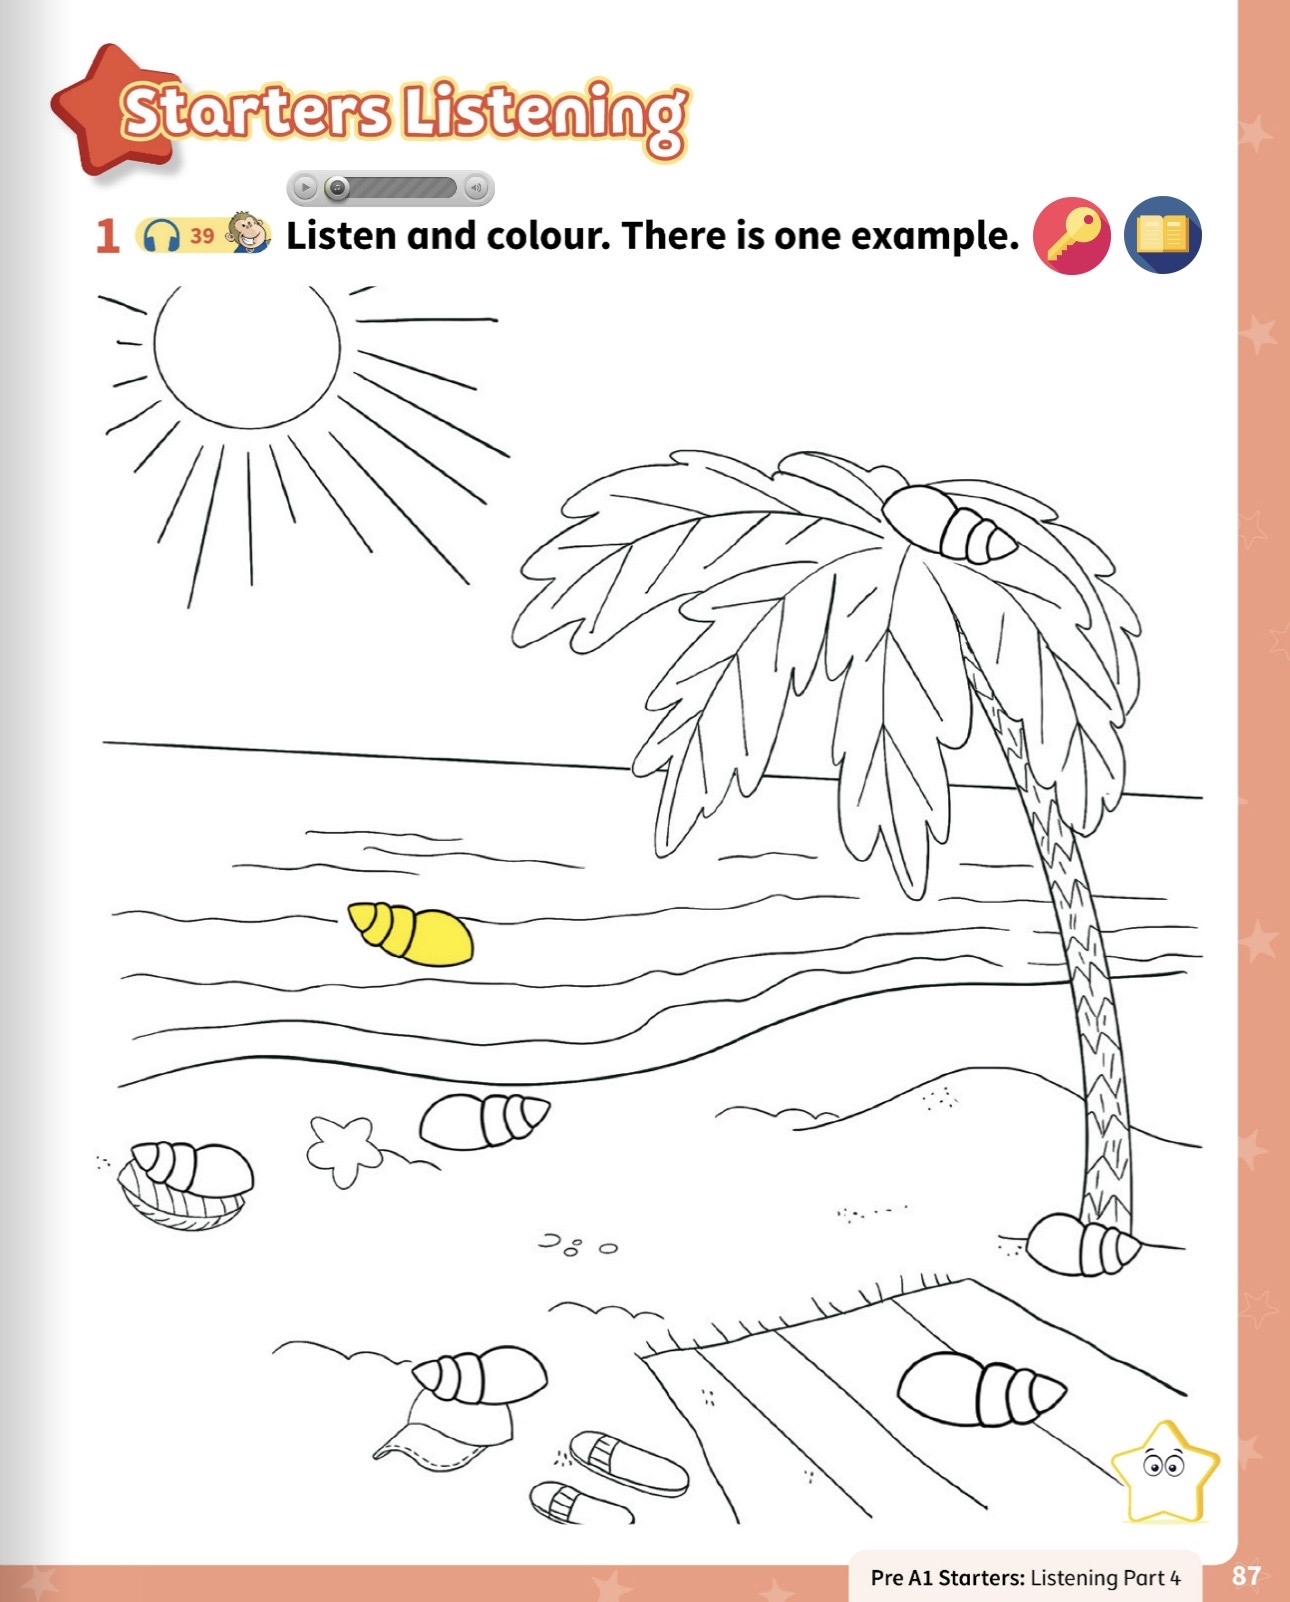 Starters Listening
1 39 Listen and colour. There is one example.
Pre A1 Starters: Listening Part 4 87